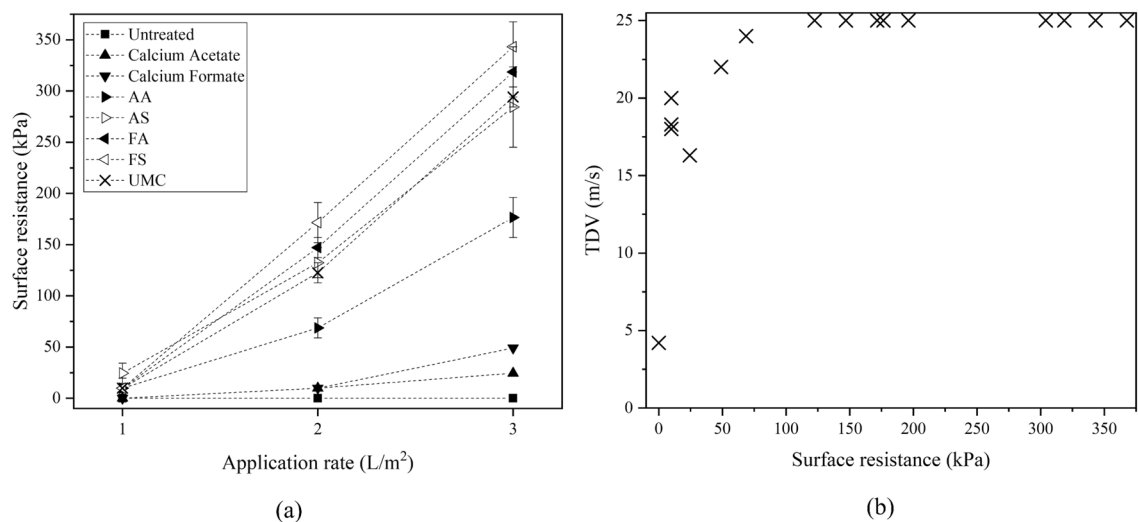 (a)
350
300
250
200
150
100
50
0
Surface resistance (kPa)
Untreated
Calcium Acetate
Calcium Formate
AA
AS
FA
FS
UMC
1
2
3
Application rate (L/m²)
(a)
25
20
15
10
5
0
TDV (m/s)
0 50 100 150 200 250 300 350
Surface resistance (kPa)
(b)